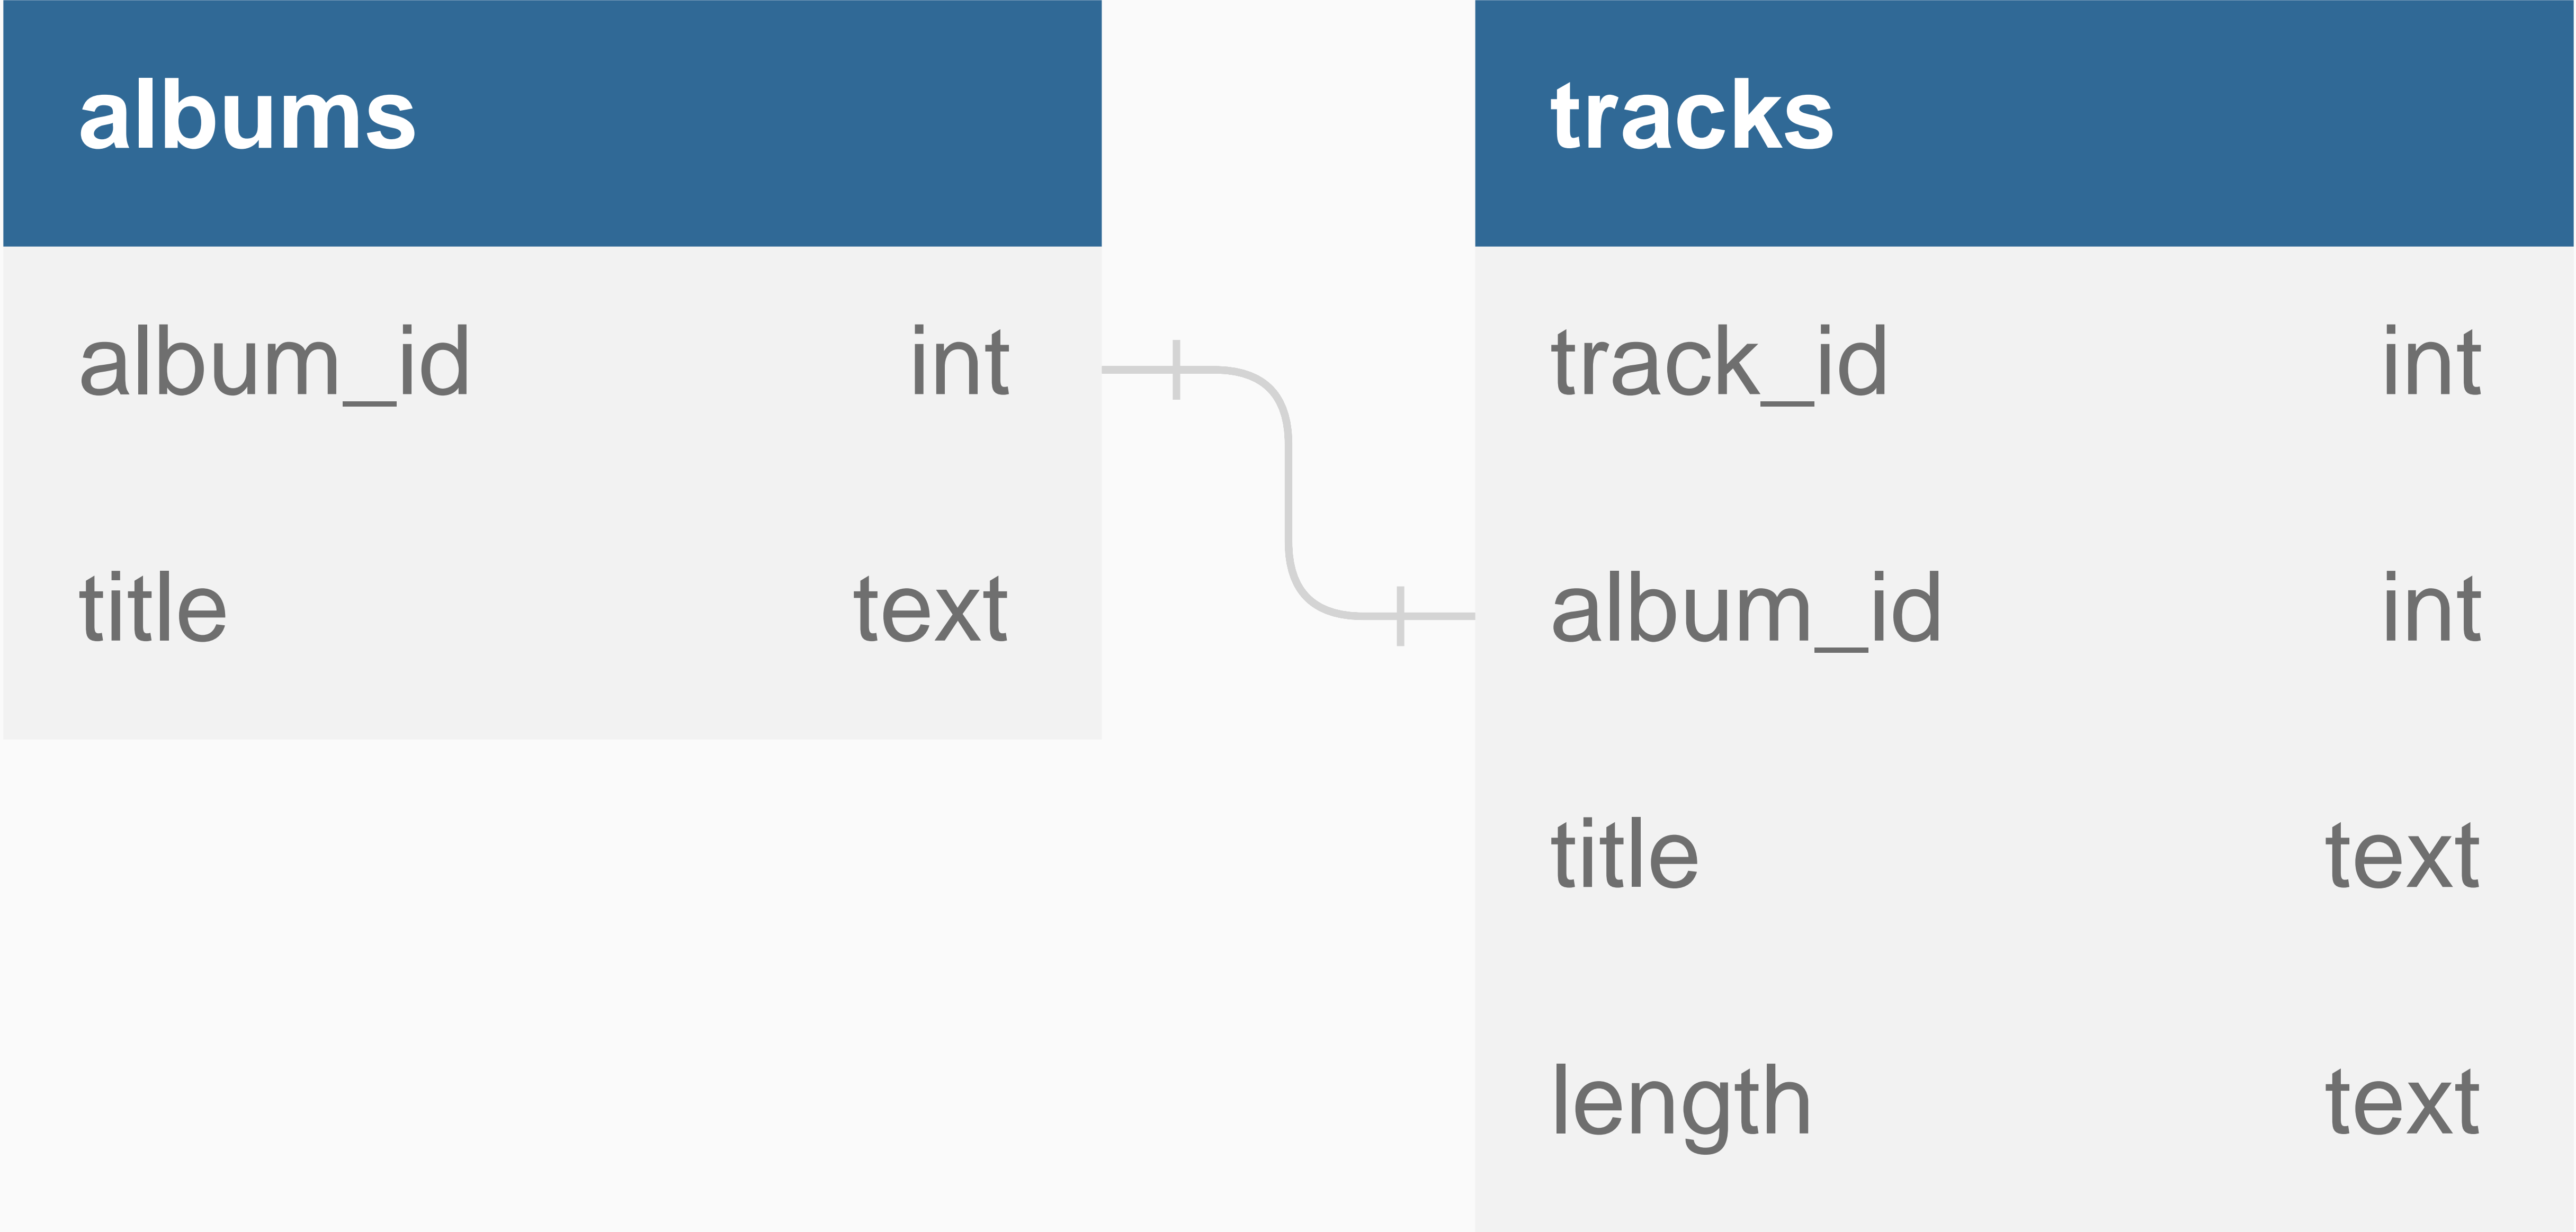 albums
album_id int
title text
tracks
track_id int
album_id int
title text
length text